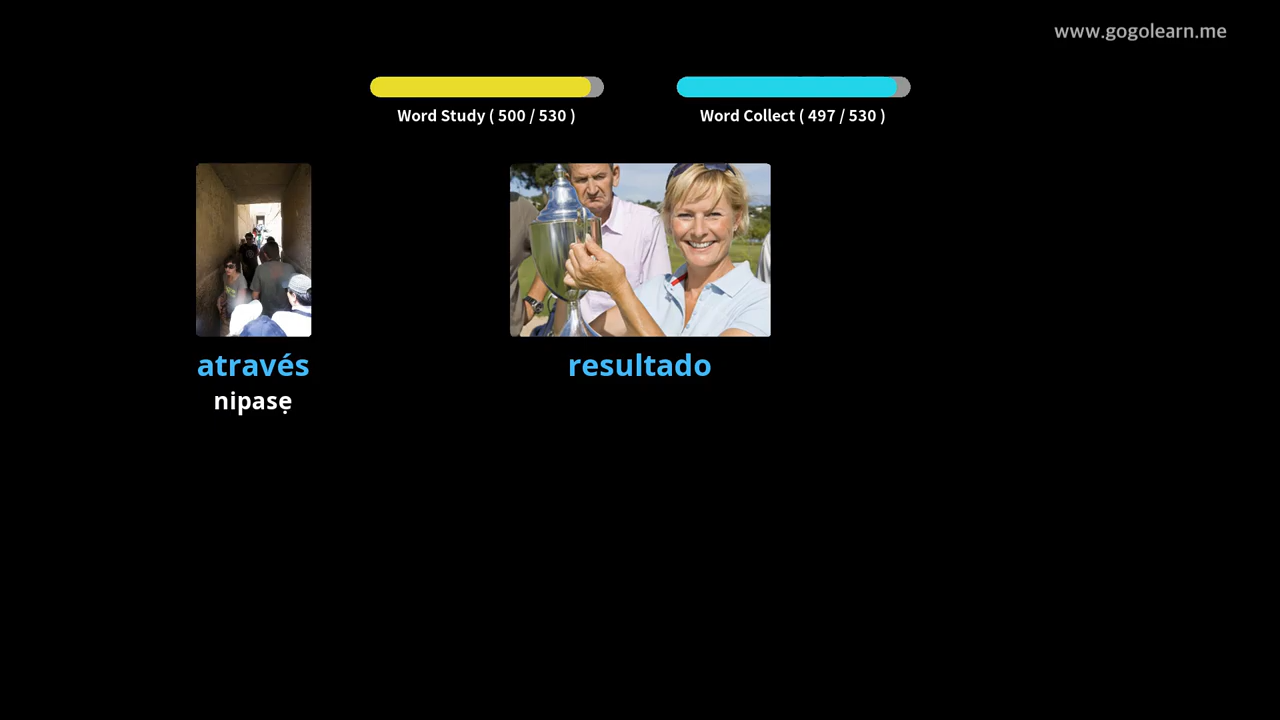 www.gogolearn.me
Word Study ( 500 / 530 )
Word Collect ( 497 / 530 )
através
nipasẹ
resultado